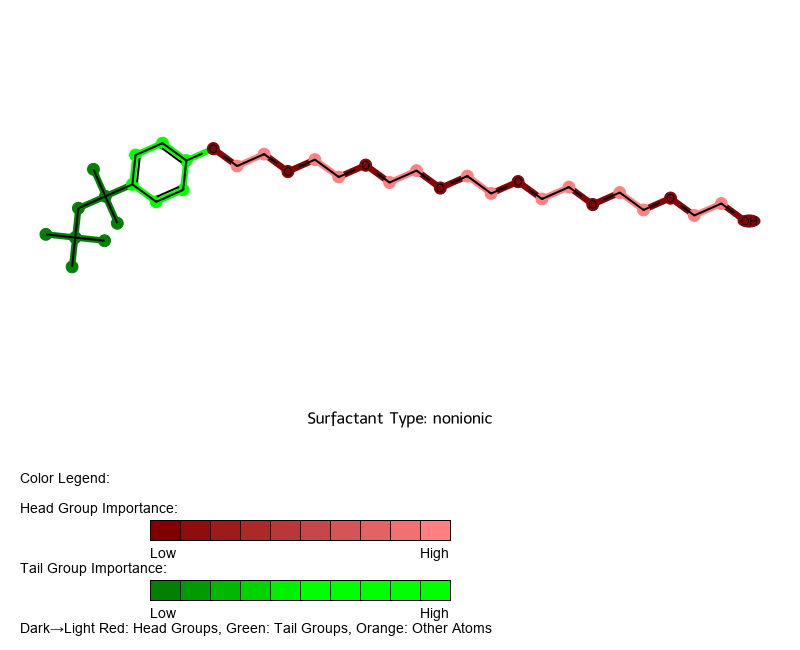 O
O
O
O
O
O
O
OH
Surfactant Type: nonionic
Color Legend:
Head Group Importance:
Low High
Tail Group Importance:
Low High
Dark→Light Red: Head Groups, Green: Tail Groups, Orange: Other Atoms